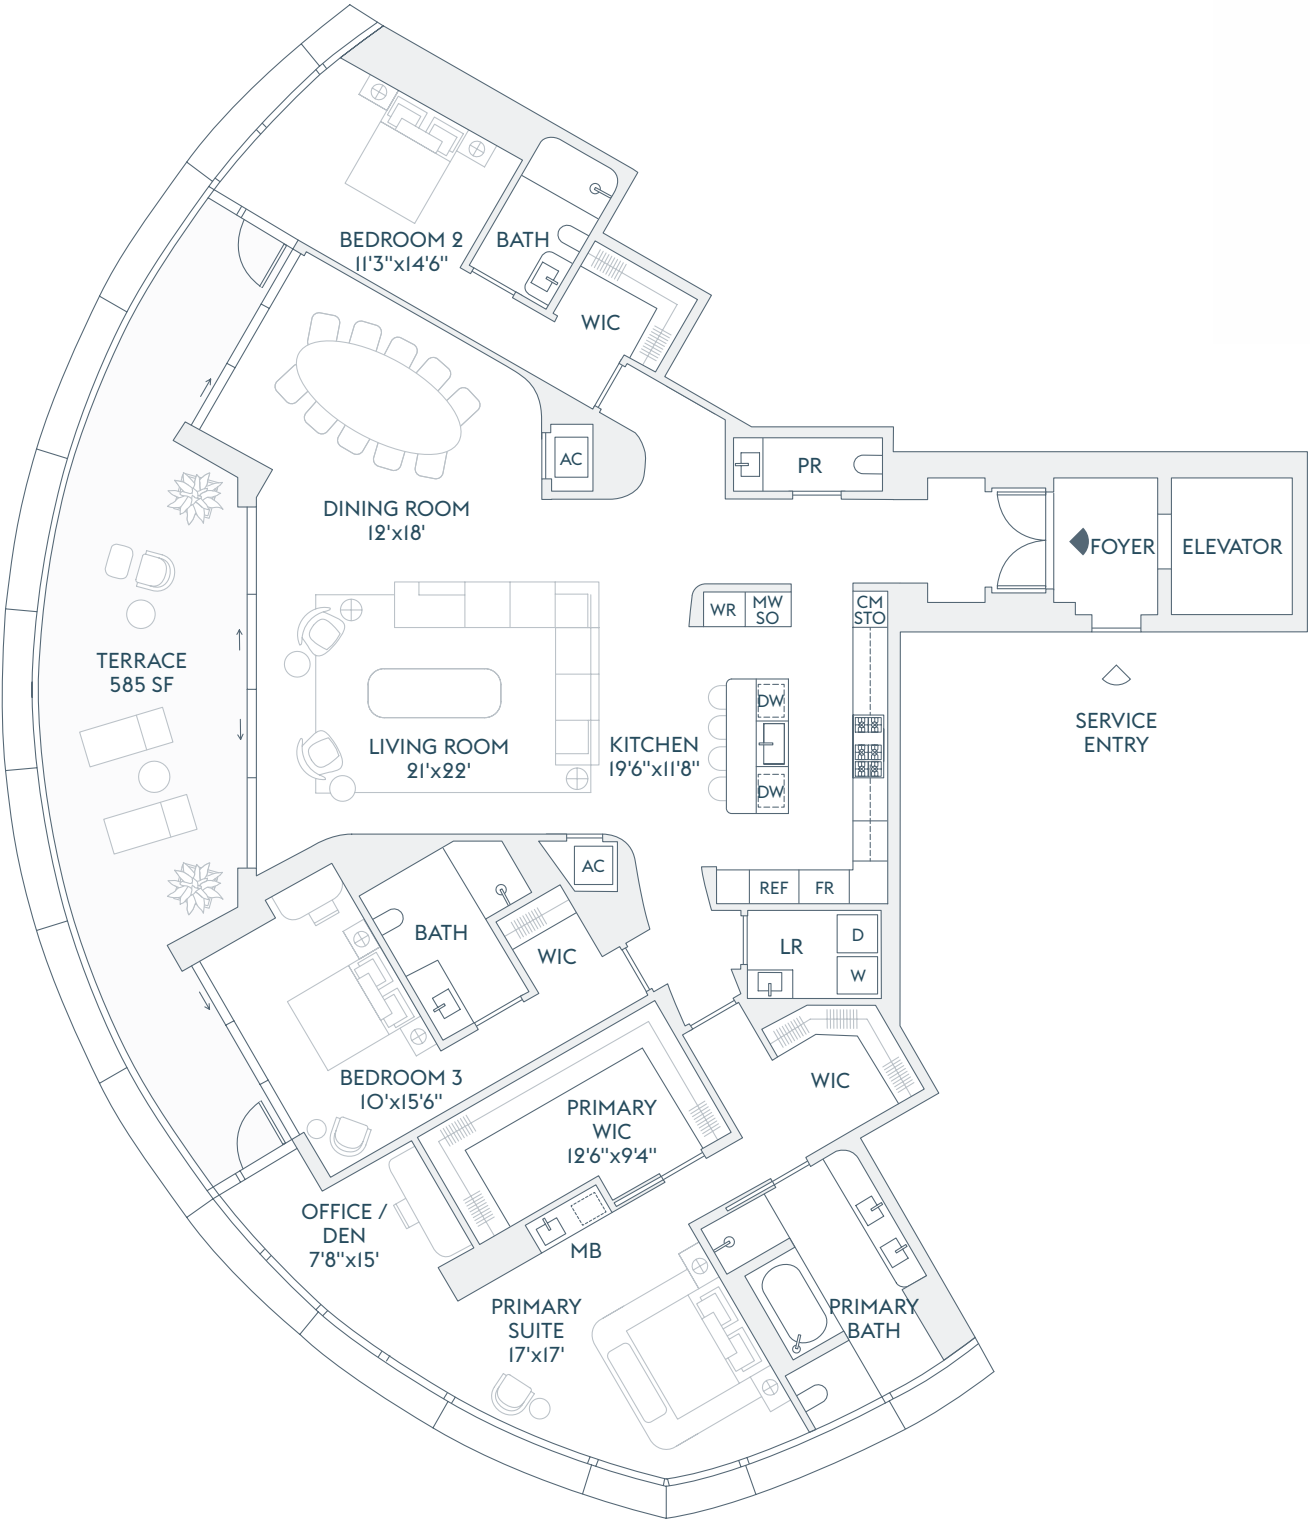 BEDROOM 2
11'3"x14'6"
BATH
WIC
AC
PR
DINING ROOM
12'x18'
FOYER
ELEVATOR
WR
MW
SO
CM
STO
TERRACE
585 SF
DW
SERVICE
ENTRY
LIVING ROOM
21'x22'
KITCHEN
19'6"x11'8"
DW
AC
REF
FR
BATH
WIC
LR
D
W
BEDROOM 3
10'x15'6"
WIC
PRIMARY
WIC
12'6"x9'4"
OFFICE /
DEN
7'8"x15'
MB
PRIMARY
SUITE
17'x17'
PRIMARY
BATH